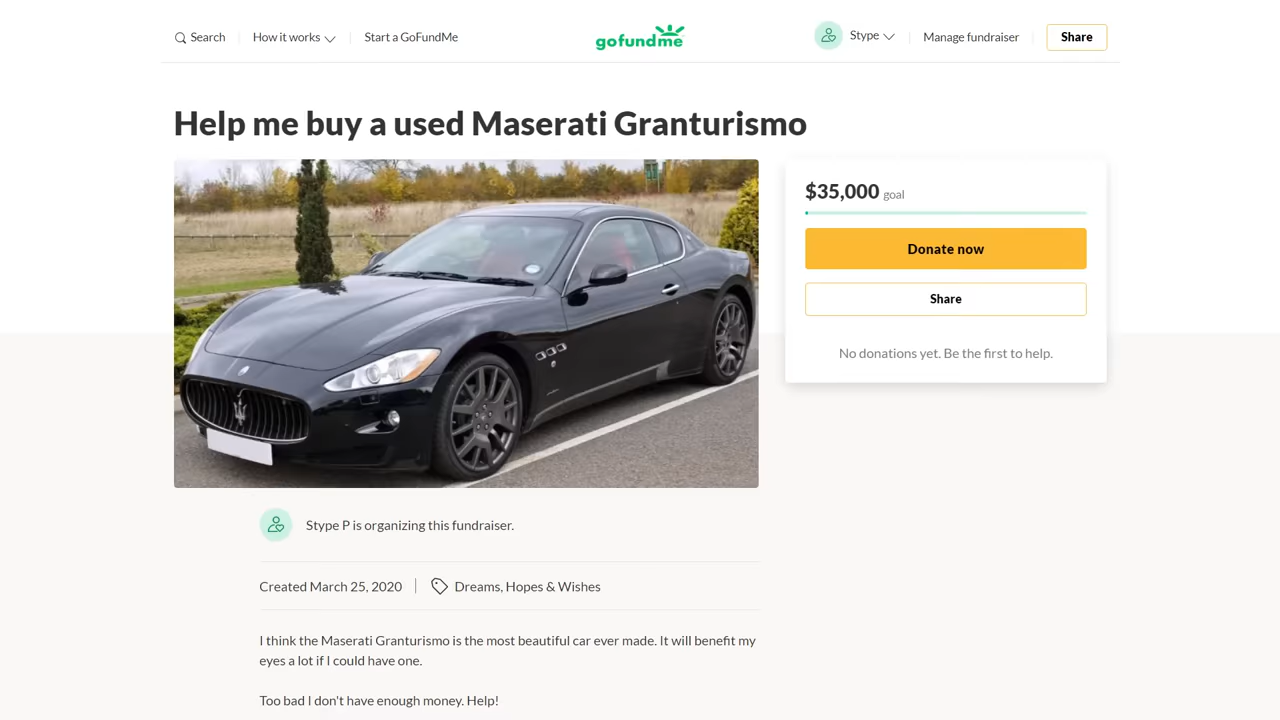 Search
How it works
Start a GoFundMe
gofundme
Stype
Manage fundraiser
Share
Help me buy a used Maserati Granturismo
$35,000 goal
Donate now
Share
No donations yet. Be the first to help.
Stype P is organizing this fundraiser.
Created March 25, 2020
Dreams, Hopes & Wishes
I think the Maserati Granturismo is the most beautiful car ever made. It will benefit my
eyes a lot if I could have one.
Too bad I don't have enough money. Help!